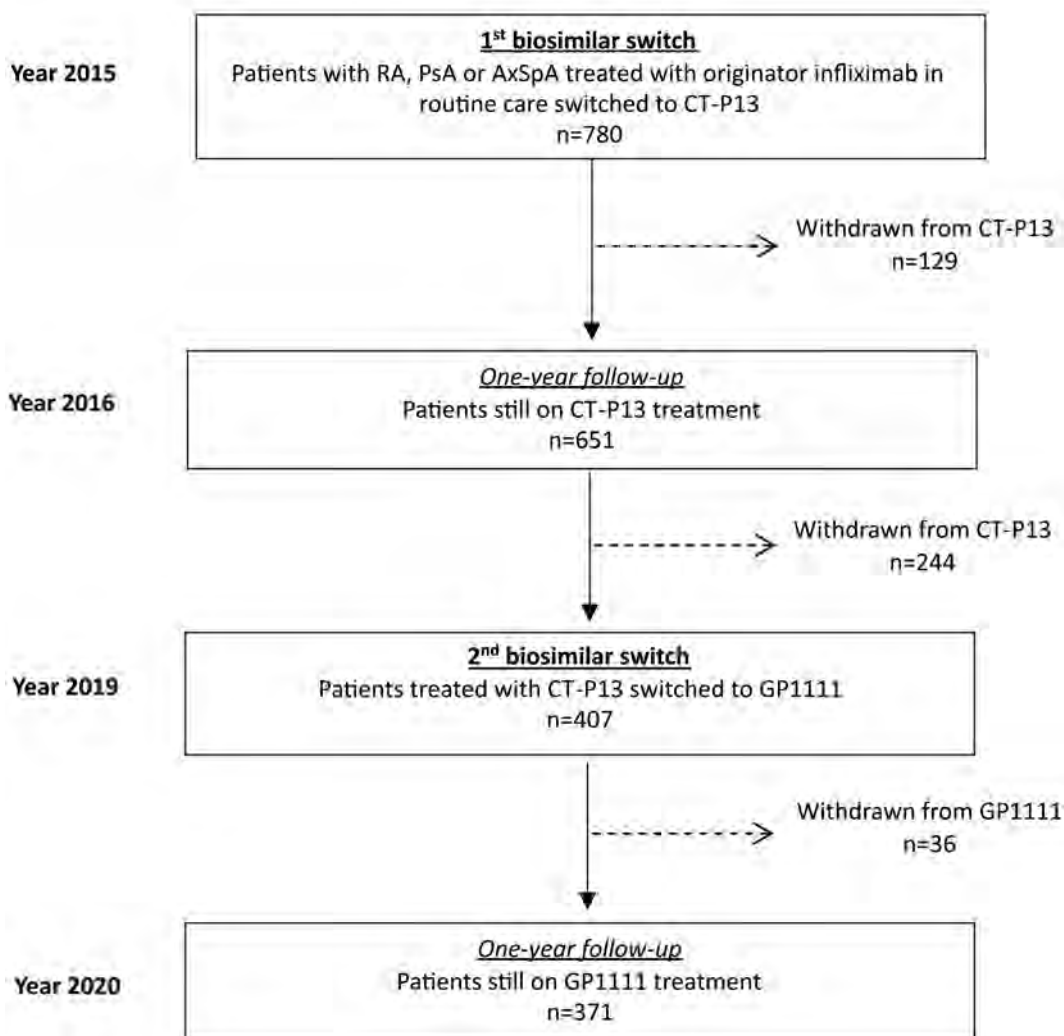 1st biosimilar switch
Year 2015
Patients with RA, PsA or AxSpA treated with originator infliximab in
routine care switched to CT-P13
n=780
Withdrawn from CT-P13
n=129
One-year follow-up
Year 2016
Patients still on CT-P13 treatment
n=651
Withdrawn from CT-P13
n=244
2nd biosimilar switch
Year 2019
Patients treated with CT-P13 switched to GP1111
n=407
Withdrawn from GP1111
n=36
One-year follow-up
Year 2020
Patients still on GP1111 treatment
n=371